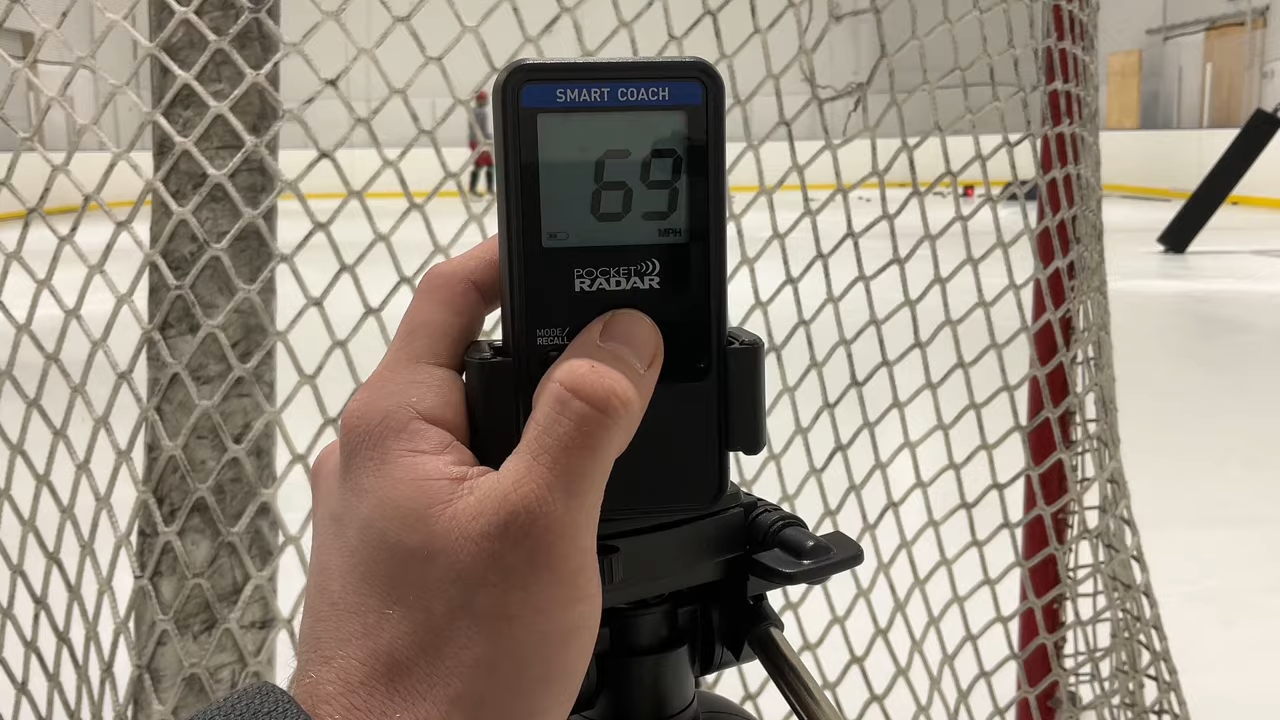 SMART COACH
69
MPH
POCKET
RADAR
MODE/
RECALL